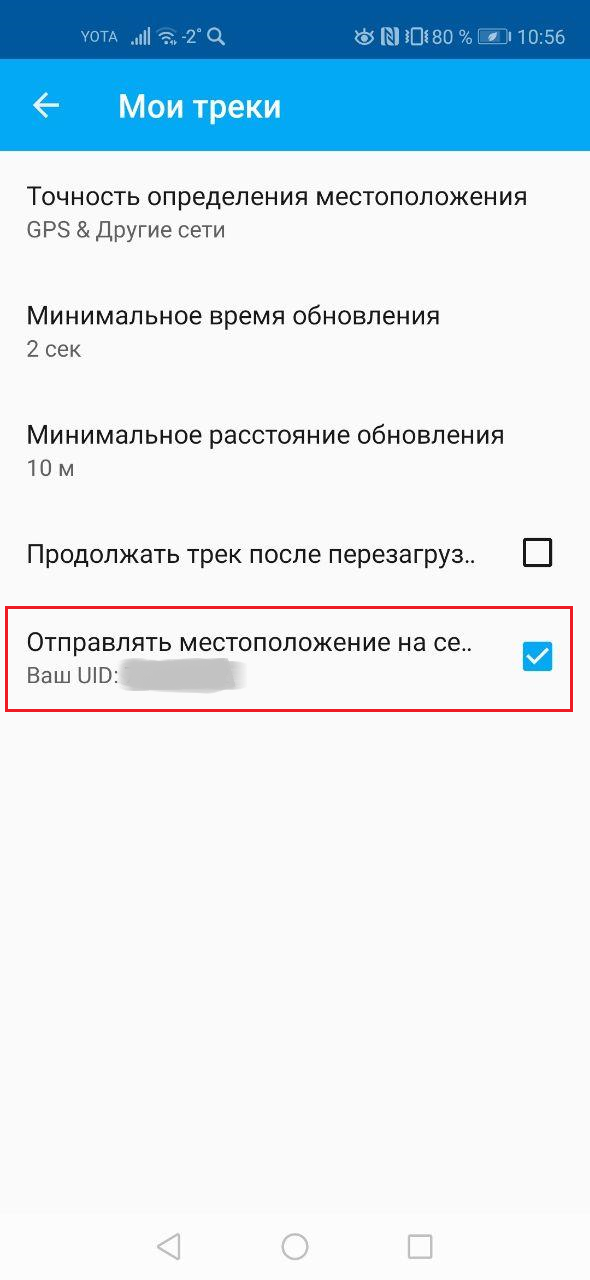 YOTA -2° 80 % 10:56
Мои треки
Точность определения местоположения
GPS & Другие сети
Минимальное время обновления
2 сек
Минимальное расстояние обновления
10 м
Продолжать трек после перезагруз..
Отправлять местоположение на се..
Ваш UID: